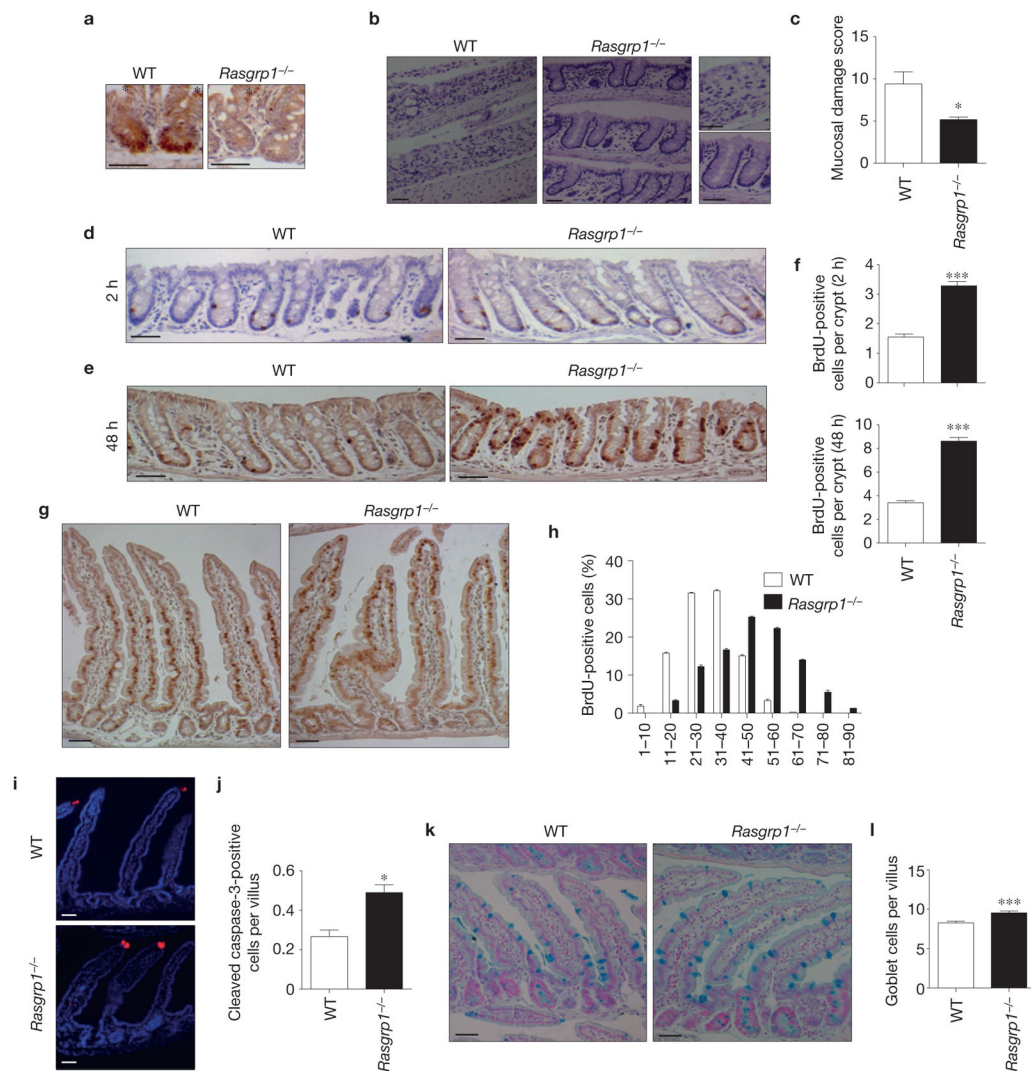 a
WT
Rasgrp1–/–
b
WT
Rasgrp1–/–
c
Mucosal damage score
15
10
5
0
*
WT
Rasgrp1–/–
d
WT
Rasgrp1–/–
2 h
e
WT
Rasgrp1–/–
48 h
f
BrdU-positive
cells per crypt (2 h)
4
3
2
1
0
***
BrdU-positive
cells per crypt (48 h)
10
8
6
4
2
0
***
WT
Rasgrp1–/–
g
WT
Rasgrp1–/–
h
BrdU-positive cells (%)
40
30
20
10
0
WT
Rasgrp1–/–
1–10
11–20
21–30
31–40
41–50
51–60
61–70
71–80
81–90
i
WT
Rasgrp1–/–
j
Cleaved caspase-3-positive
cells per villus
0.6
0.4
0.2
0
*
WT
Rasgrp1–/–
k
WT
Rasgrp1–/–
l
Goblet cells per villus
20
15
10
5
0
***
WT
Rasgrp1–/–